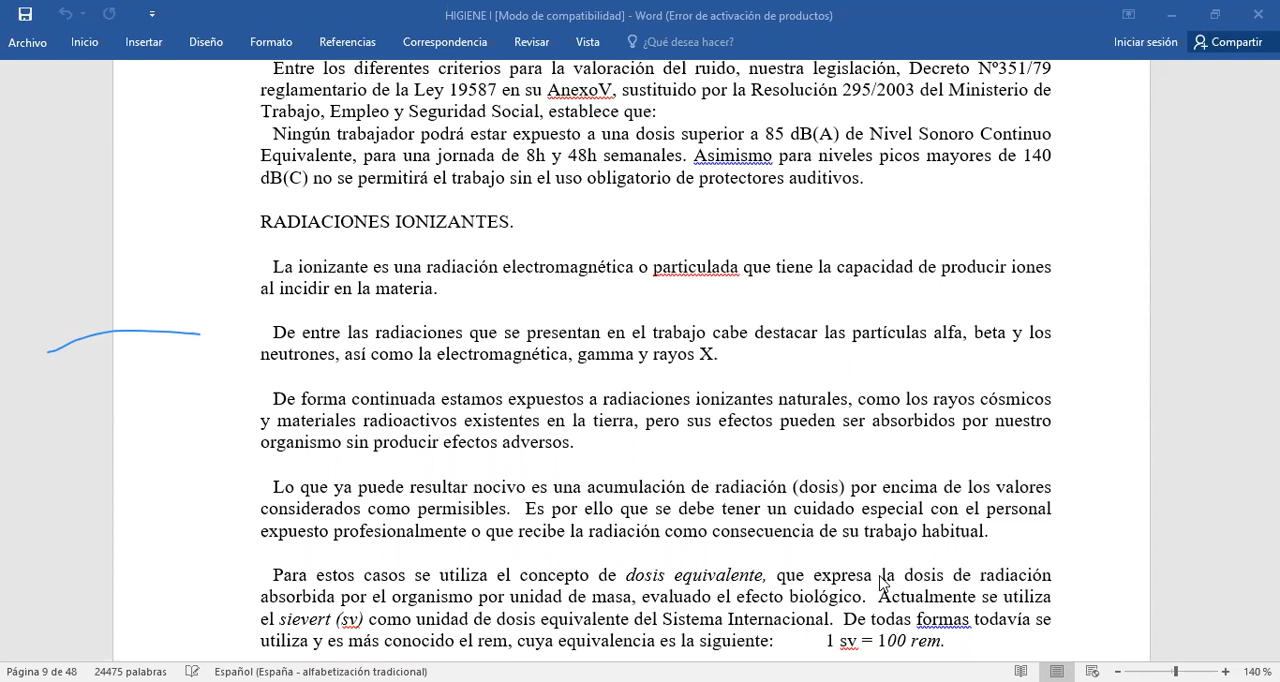 HIGIENE I [Modo de compatibilidad] - Word (Error de activación de productos)
Archivo Inicio Insertar Diseño Formato Referencias Correspondencia Revisar Vista ¿Qué desea hacer? Iniciar sesión Compartir
Entre los diferentes criterios para la valoración del ruido, nuestra legislación, Decreto Nº351/79
reglamentario de la Ley 19587 en su AnexoV, sustituido por la Resolución 295/2003 del Ministerio de
Trabajo, Empleo y Seguridad Social, establece que:
Ningún trabajador podrá estar expuesto a una dosis superior a 85 dB(A) de Nivel Sonoro Continuo
Equivalente, para una jornada de 8h y 48h semanales. Asimismo para niveles picos mayores de 140
dB(C) no se permitirá el trabajo sin el uso obligatorio de protectores auditivos.
RADIACIONES IONIZANTES.
La ionizante es una radiación electromagnética o particulada que tiene la capacidad de producir iones
al incidir en la materia.
De entre las radiaciones que se presentan en el trabajo cabe destacar las partículas alfa, beta y los
neutrones, así como la electromagnética, gamma y rayos X.
De forma continuada estamos expuestos a radiaciones ionizantes naturales, como los rayos cósmicos
y materiales radioactivos existentes en la tierra, pero sus efectos pueden ser absorbidos por nuestro
organismo sin producir efectos adversos.
Lo que ya puede resultar nocivo es una acumulación de radiación (dosis) por encima de los valores
considerados como permisibles. Es por ello que se debe tener un cuidado especial con el personal
expuesto profesionalmente o que recibe la radiación como consecuencia de su trabajo habitual.
Para estos casos se utiliza el concepto de dosis equivalente, que expresa la dosis de radiación
absorbida por el organismo por unidad de masa, evaluado el efecto biológico. Actualmente se utiliza
el sievert (sv) como unidad de dosis equivalente del Sistema Internacional. De todas formas todavía se
utiliza y es más conocido el rem, cuya equivalencia es la siguiente: 1 sv = 100 rem.
Página 9 de 48 24475 palabras Español (España - alfabetización tradicional) 140 %